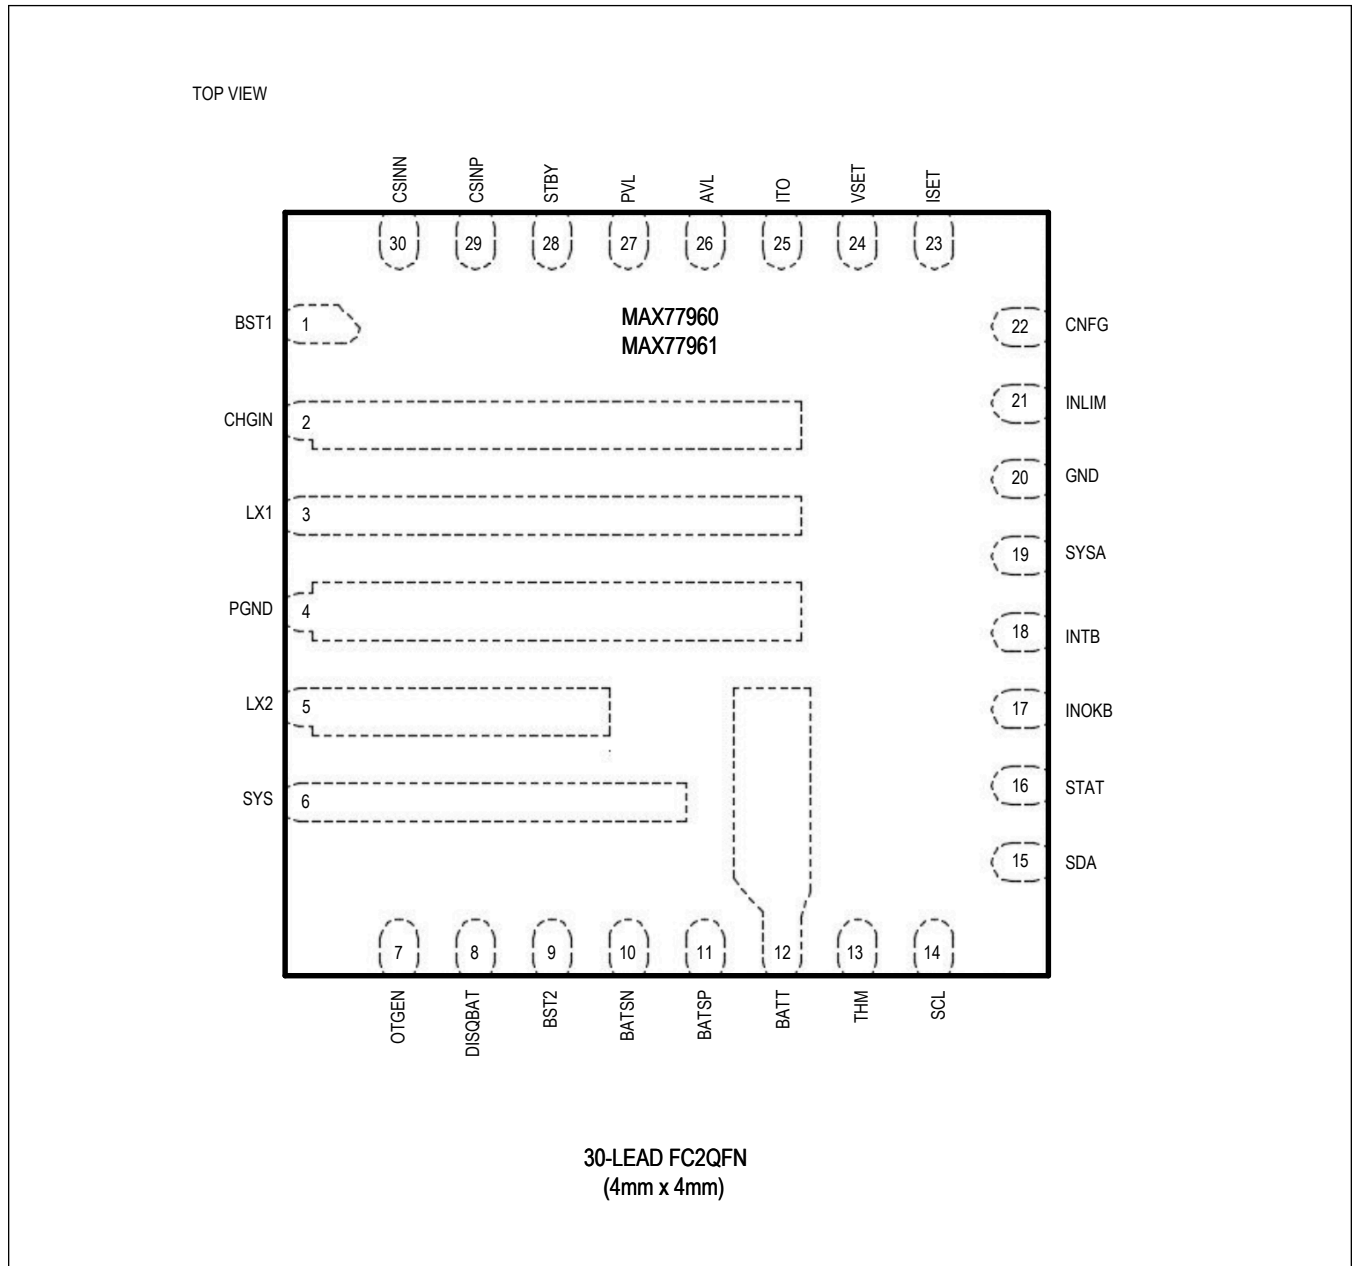 TOP VIEW
CSINN
CSINP
STBY
PVL
AVL
ITO
VSET
ISET
30
29
28
27
26
25
24
23
MAX77960
MAX77961
BST1
1
CHGIN
2
LX1
3
PGND
4
LX2
5
SYS
6
22
CNFG
21
INLIM
20
GND
19
SYSA
18
INTB
17
INOKB
16
STAT
15
SDA
7
8
9
10
11
12
13
14
OTGEN
DISQBAT
BST2
BATSN
BATSP
BATT
THM
SCL
30-LEAD FC2QFN
(4mm x 4mm)